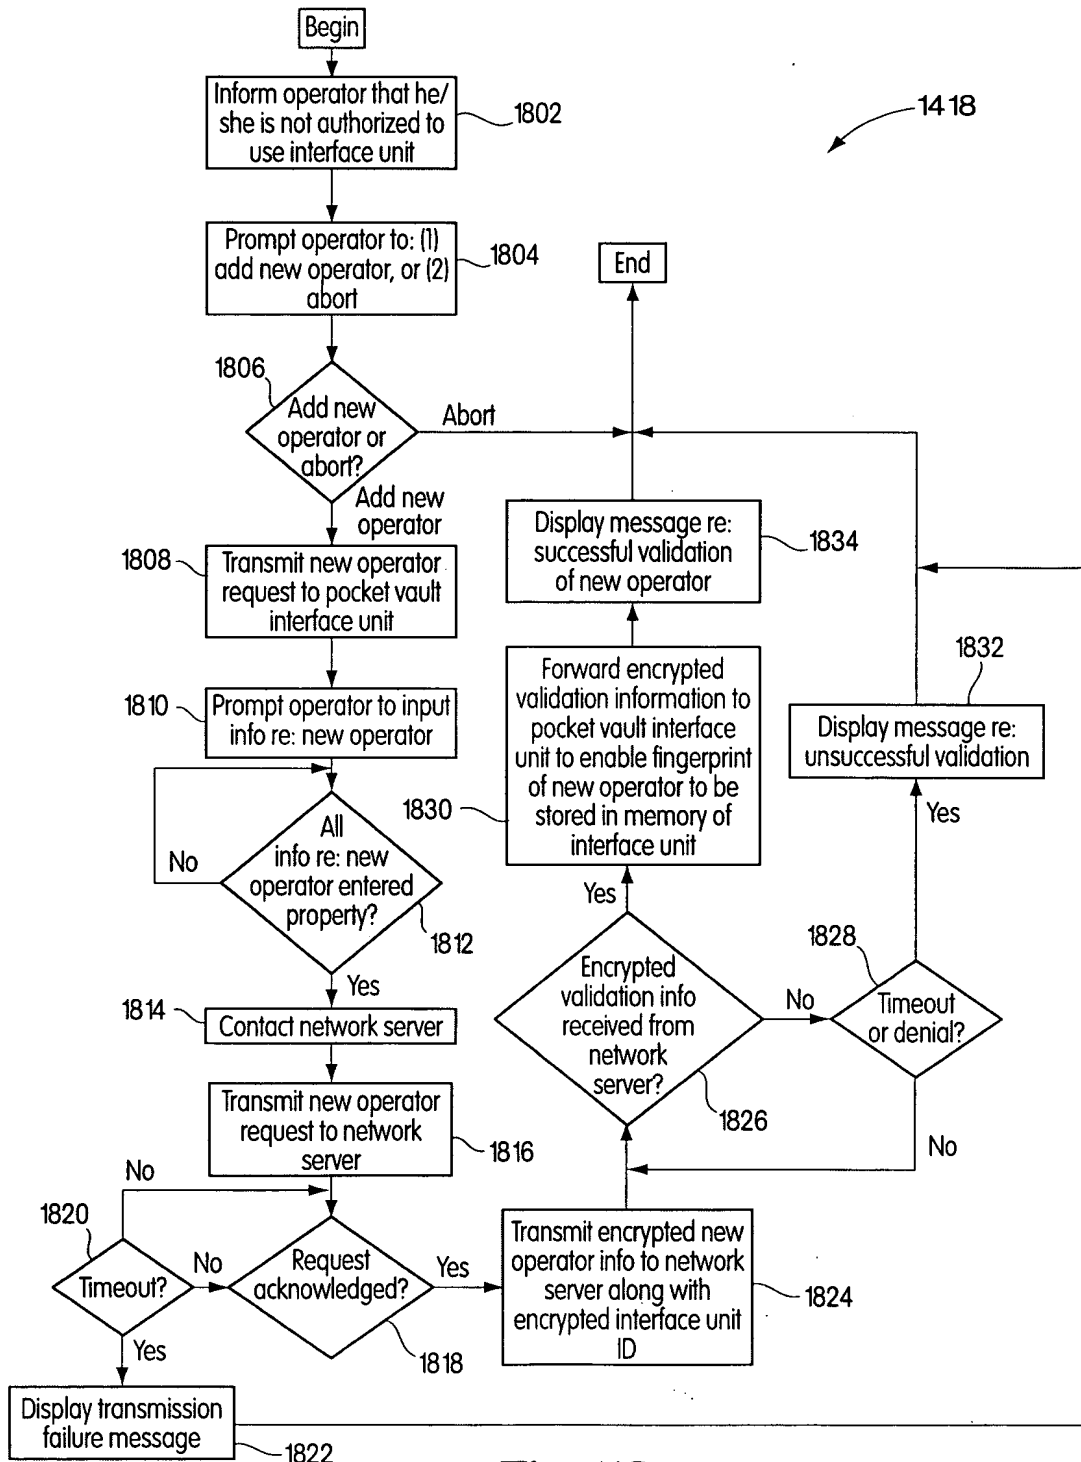 Begin
Inform operator that he/
she is not authorized to
use interface unit
1802
1418
Prompt operator to: (1)
add new operator, or (2)
abort
1804
End
1806
Add new
operator or
abort?
Abort
Add new
operator
1808
Transmit new operator
request to pocket vault
interface unit
Display message re:
successful validation
of new operator
1834
1810
Prompt operator to input
info re: new operator
Forward encrypted
validation information to
pocket vault interface
unit to enable fingerprint
of new operator to be
stored in memory of
interface unit
1830
1832
Display message re:
unsuccessful validation
Yes
All
info re: new
operator entered
property?
No
1812
Yes
Yes
1814
Contact network server
Encrypted
validation info
received from
network
server?
1826
No
1828
Timeout
or denial?
No
Transmit new operator
request to network
server
1816
No
1820
Timeout?
No
Request
acknowledged?
1818
Yes
Transmit encrypted new
operator info to network
server along with
encrypted interface unit
ID
1824
Yes
Display transmission
failure message
1822